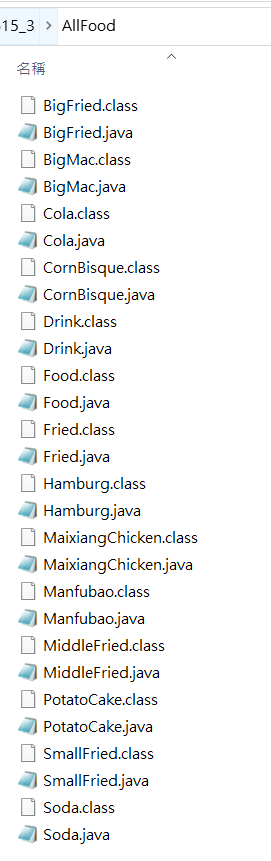 15_3 > AllFood
名稱
BigFried.class
BigFried.java
BigMac.class
BigMac.java
Cola.class
Cola.java
CornBisque.class
CornBisque.java
Drink.class
Drink.java
Food.class
Food.java
Fried.class
Fried.java
Hamburg.class
Hamburg.java
MaixiangChicken.class
MaixiangChicken.java
Manfubao.class
Manfubao.java
MiddleFried.class
MiddleFried.java
PotatoCake.class
PotatoCake.java
SmallFried.class
SmallFried.java
Soda.class
Soda.java